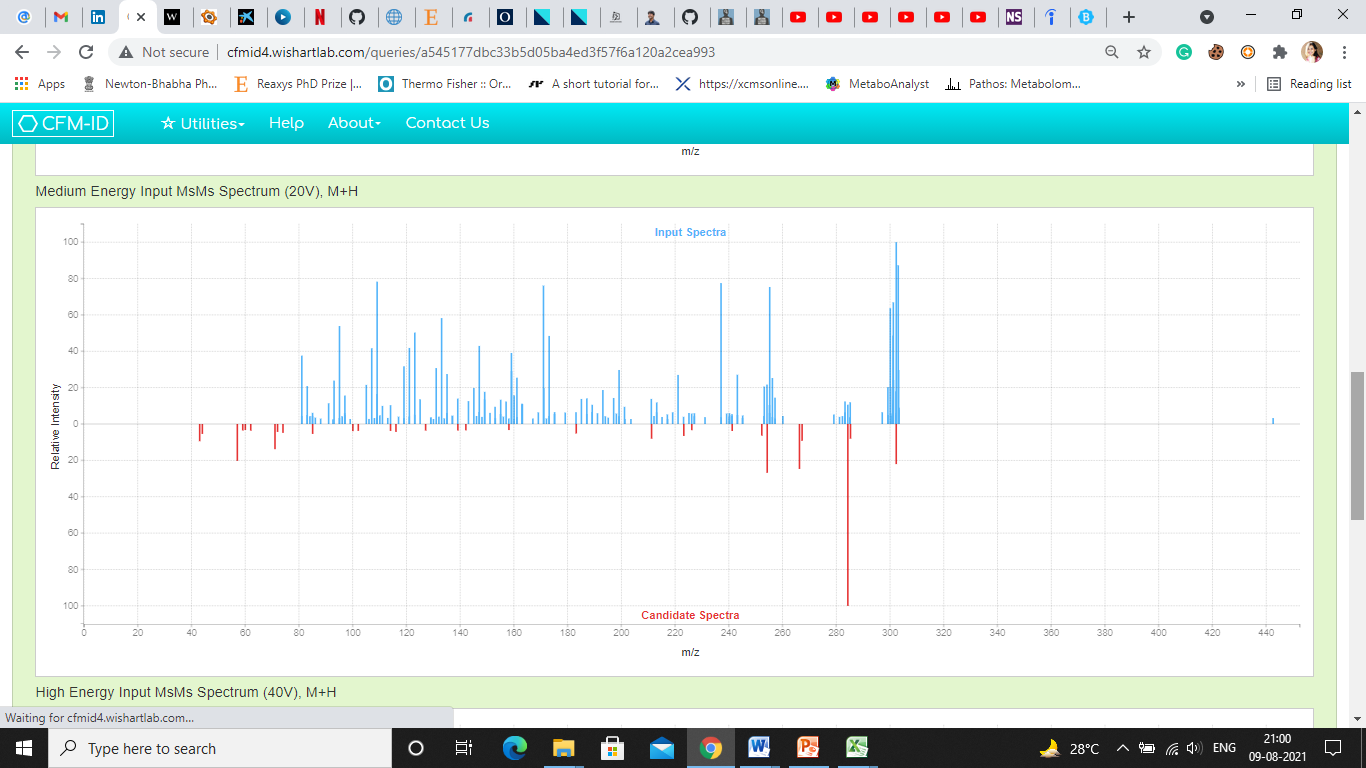 Not secure | cfmid4.wishartlab.com/queries/a545177dbc33b5d05ba4ed3f57f6a120a2cea993
Apps Newton-Bhabha Ph... Reaxys PhD Prize |... Thermo Fisher :: Or... A short tutorial for... https://xcmsonline.... MetaboAnalyst Pathos: Metabolom... » Reading list
CFM-ID Utilities Help About Contact Us
m/z
Medium Energy Input MsMs Spectrum (20V), M+H
Input Spectra
100
80
60
40
20
0
20
40
60
80
100
Relative Intensity
Candidate Spectra
0 20 40 60 80 100 120 140 160 180 200 220 240 260 280 300 320 340 360 380 400 420 440
m/z
High Energy Input MsMs Spectrum (40V), M+H
Waiting for cfmid4.wishartlab.com...
Type here to search
28°C ENG 21:00
09-08-2021